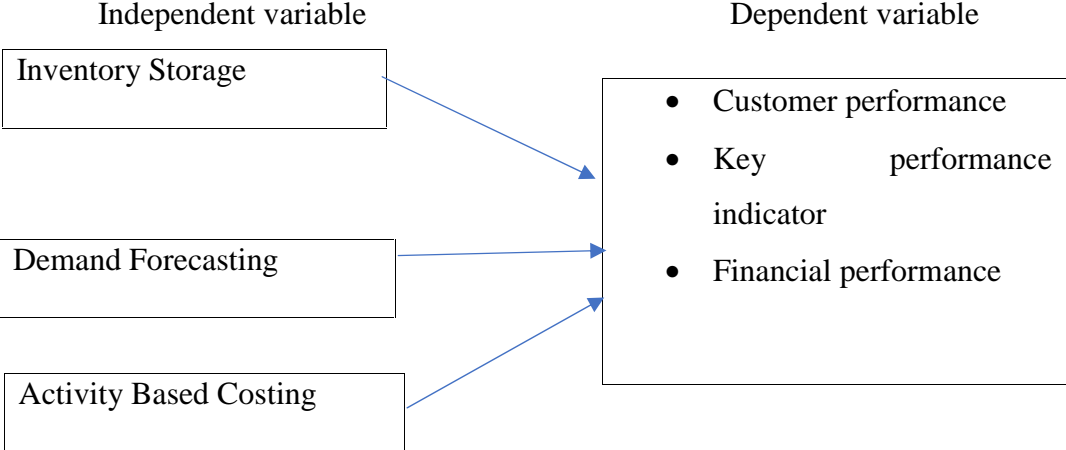 Independent variable
Dependent variable
Inventory Storage
Demand Forecasting
Activity Based Costing
• Customer performance
• Key performance
indicator
• Financial performance